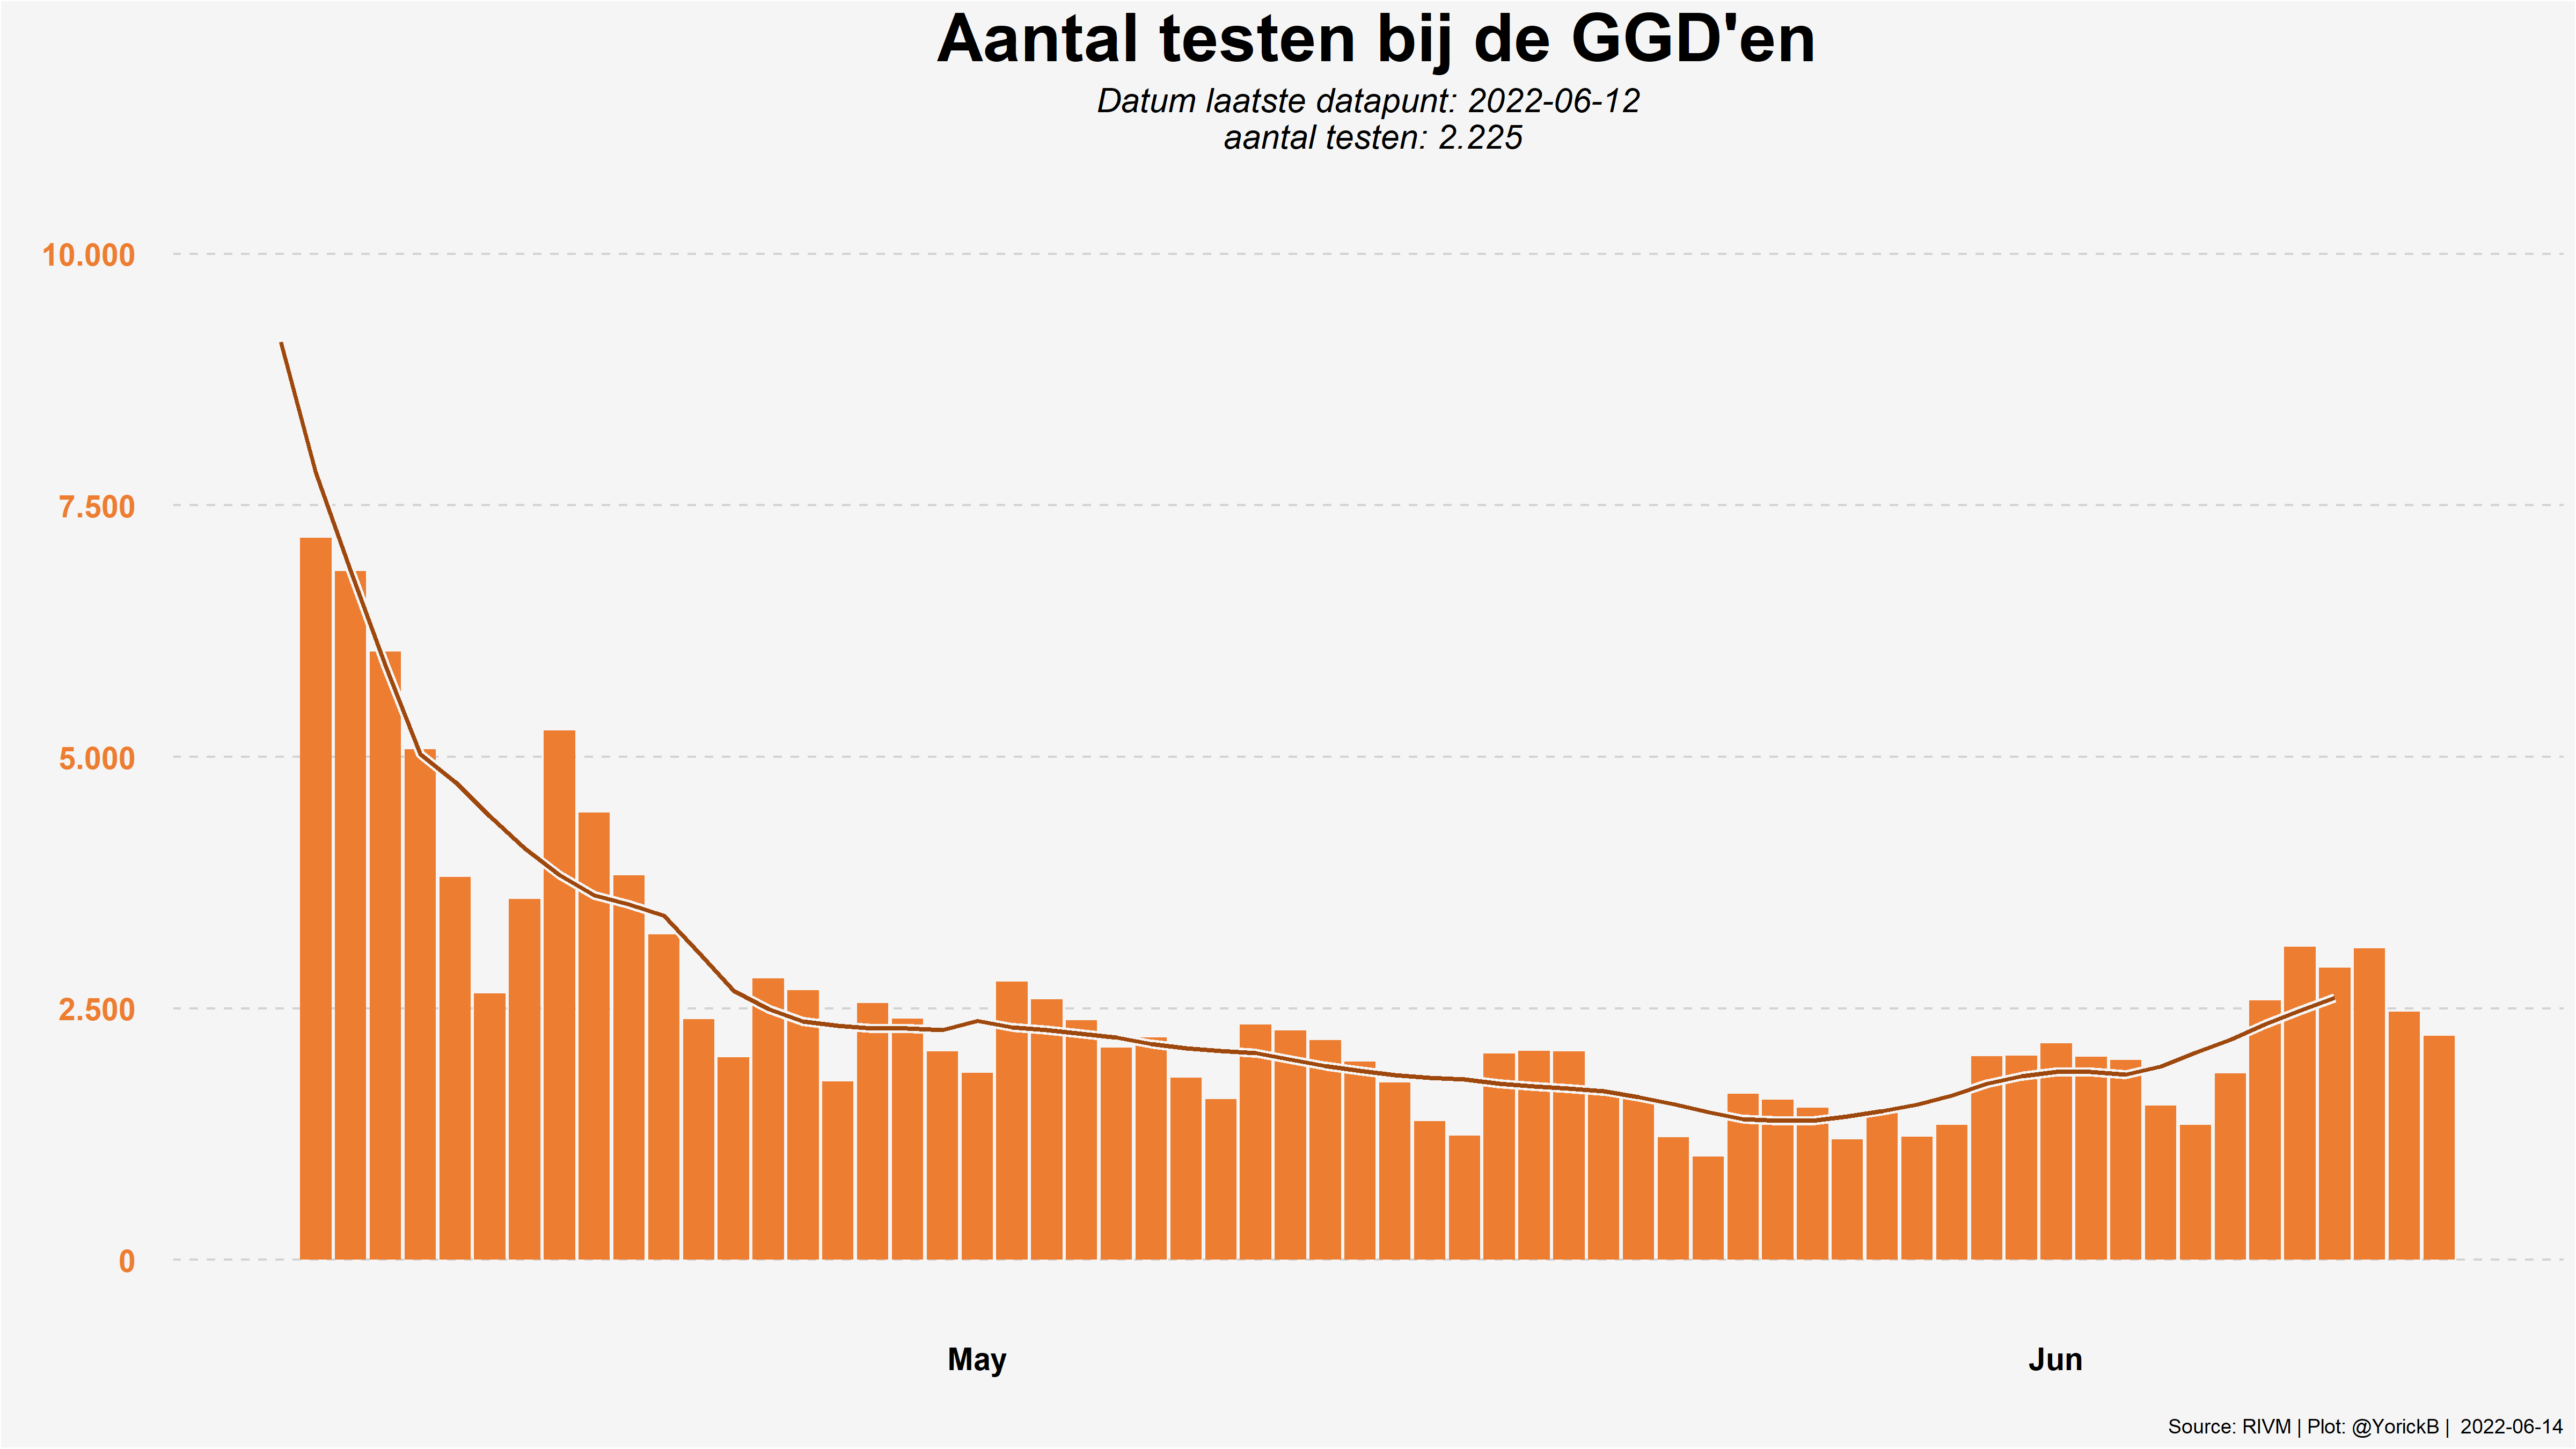 Aantal testen bij de GGD'en
Datum laatste datapunt: 2022-06-12
aantal testen: 2.225
10.000
7.500
5.000
2.500
0
May
Jun
Source: RIVM | Plot: @YorickB | 2022-06-14